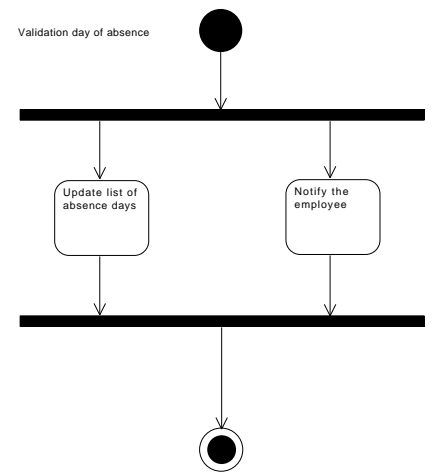 Validation day of absence
Update list of
absence days
Notify the
employee